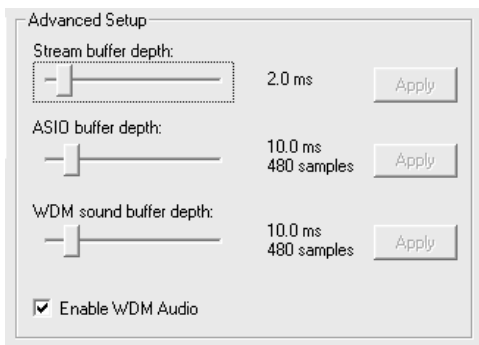 Advanced Setup
Stream buffer depth:
2.0 ms
Apply
ASIO buffer depth:
10.0 ms
480 samples
Apply
WDM sound buffer depth:
10.0 ms
480 samples
Apply
Enable WDM Audio